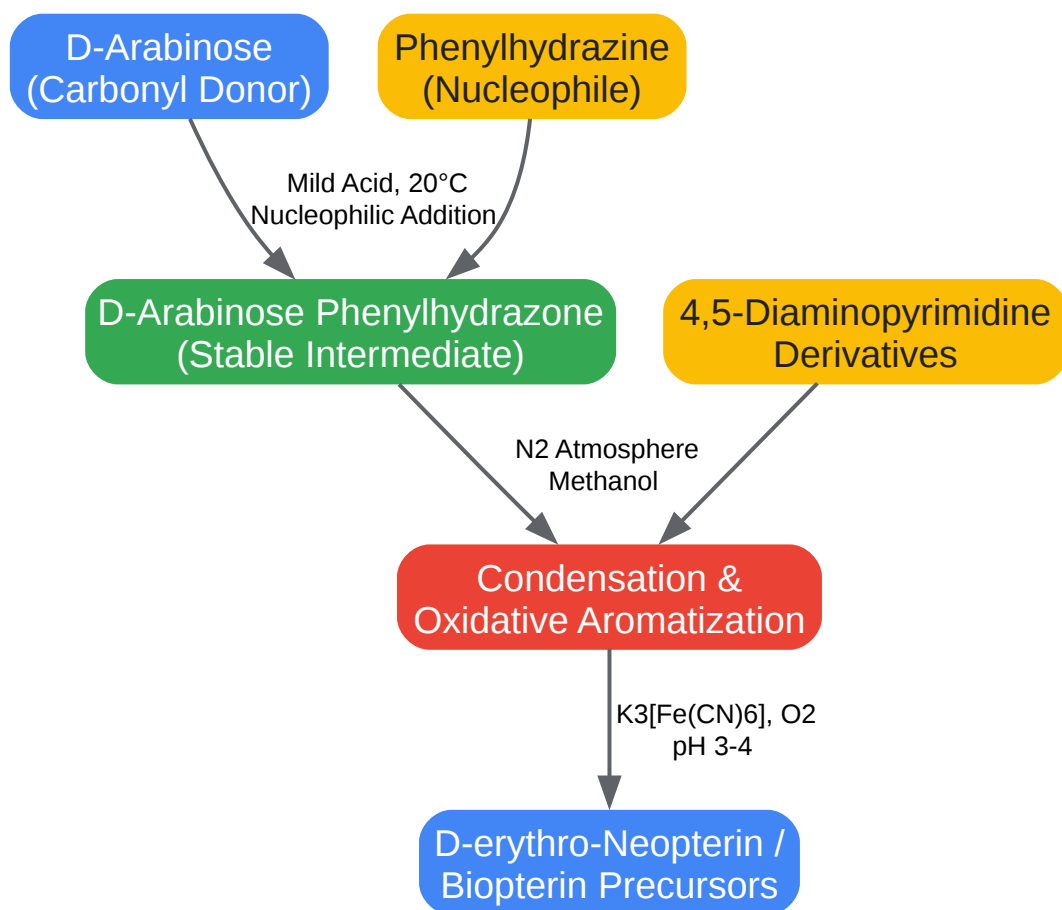 D-Arabinose
(Carbonyl Donor)
Phenylhydrazine
(Nucleophile)
Mild Acid, 20°C
Nucleophilic Addition
D-Arabinose Phenylhydrazone
(Stable Intermediate)
4,5-Diaminopyrimidine
Derivatives
N2 Atmosphere
Methanol
Condensation &
Oxidative Aromatization
K3[Fe(CN)6], O2
pH 3-4
D-erythro-Neopterin /
Biopterin Precursors